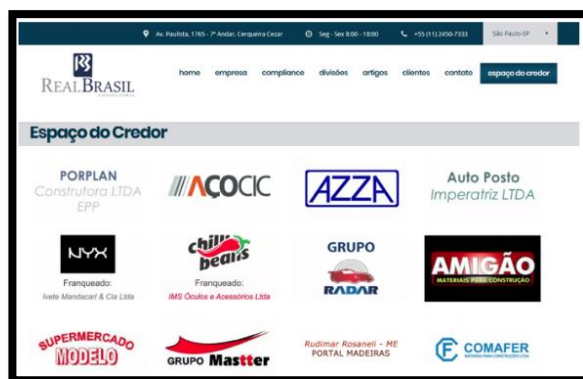 Av. Paulista, 1765 - 7º Andar, Cerqueira Cezar
Seg - Sex 8:00 - 18:00
+55 (11) 2450-7333
São Paulo-SP
REALBRASIL
home empresa compliance divisões artigos clientes contato espaço do credor
Espaço do Credor
PORPLAN
Construtora LTDA
EPP
AÇOCIC
AZZA
Auto Posto
Imperatriz LTDA
NYX
Franqueado:
Ivete Mandacari & Cia Ltda
chilli
beans
Franqueado:
IMS Óculos e Acessórios Ltda
GRUPO
RADAR
AMIGÃO
MATERIAIS PARA CONSTRUÇÃO
SUPERMERCADO
MODELO
GRUPO Mastter
Rudimar Rosaneli - ME
PORTAL MADEIRAS
COMAFER